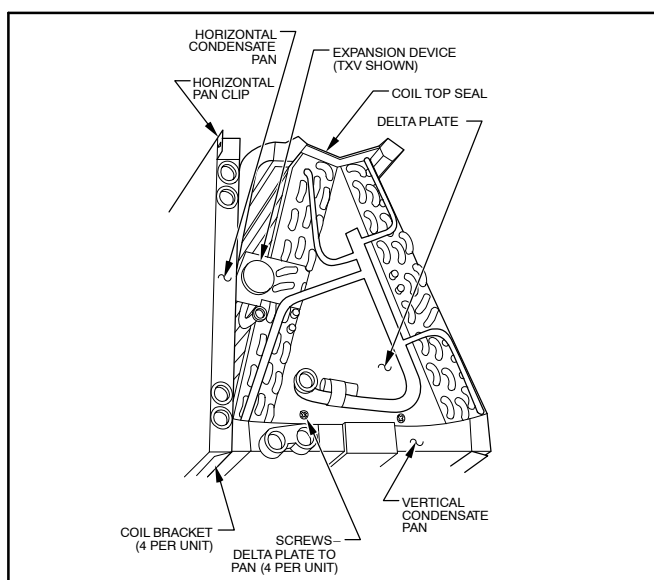 HORIZONTAL
CONDENSATE
PAN
EXPANSION DEVICE
(TXV SHOWN)
HORIZONTAL
PAN CLIP
COIL TOP SEAL
DELTA PLATE
COIL BRACKET
(4 PER UNIT)
SCREWS–
DELTA PLATE TO
PAN (4 PER UNIT)
VERTICAL
CONDENSATE
PAN